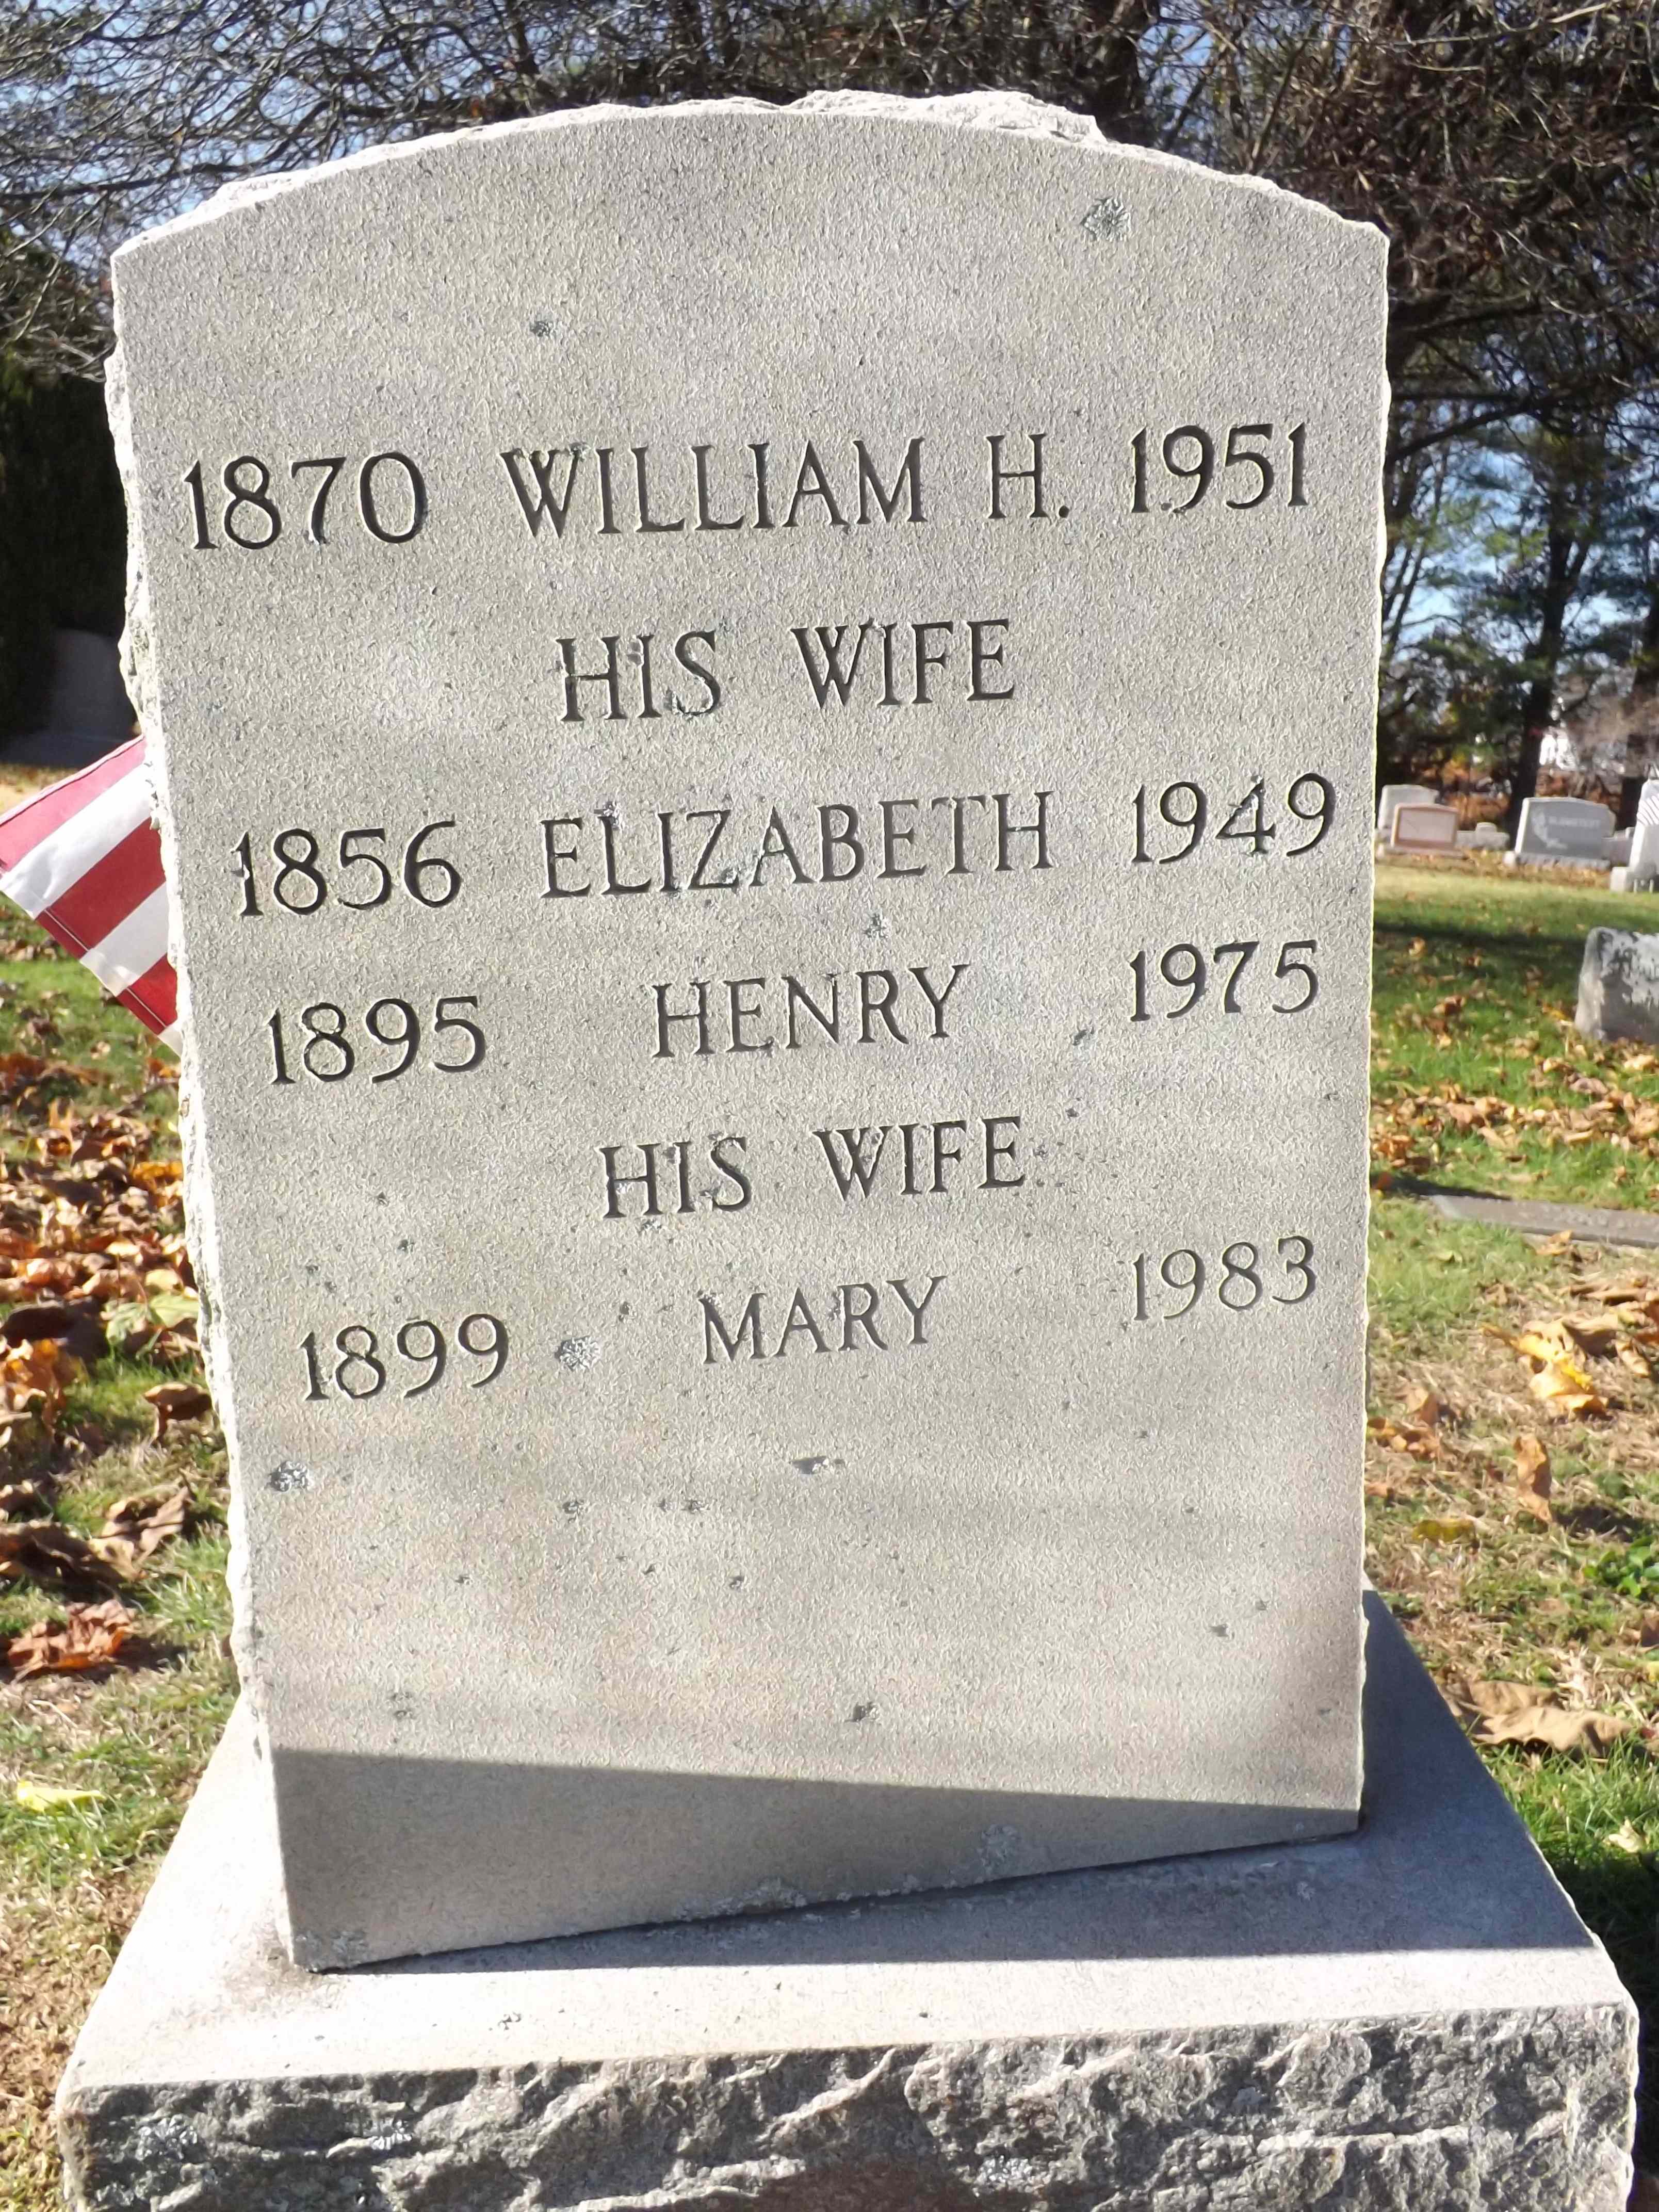 1870 WILLIAM H. 1951
HIS WIFE
1856 ELIZABETH 1949
1895 HENRY 1975
HIS WIFE
1899 MARY 1983